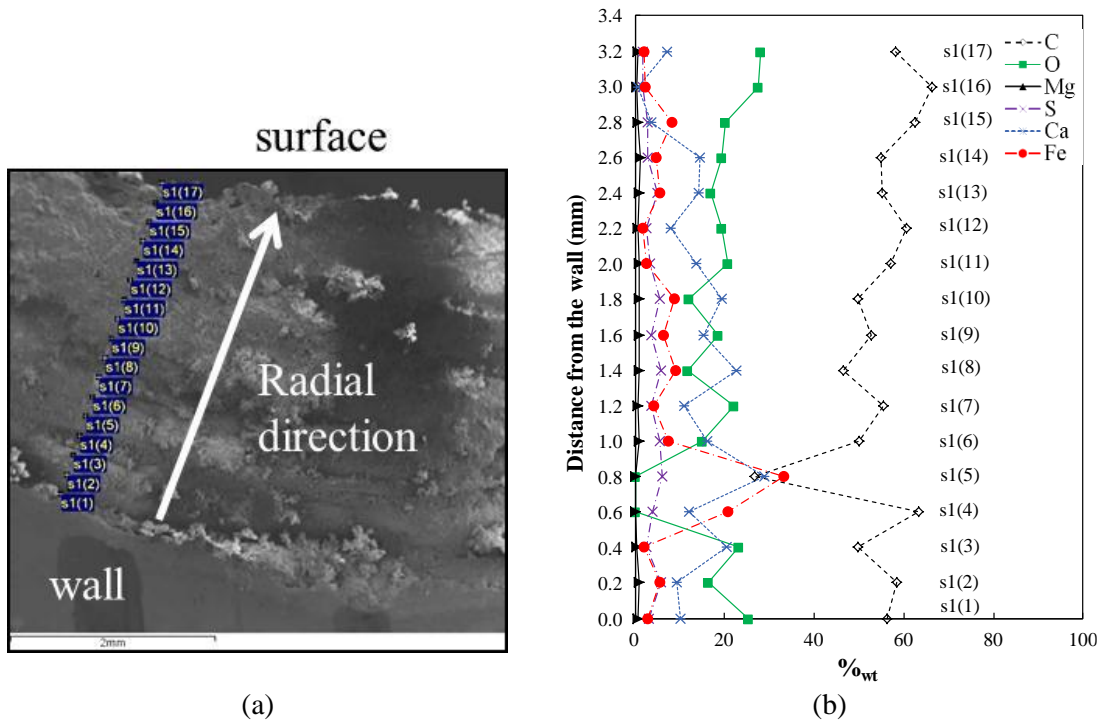 surface
s1(17)
s1(16)
s1(15)
s1(14)
s1(13)
s1(12)
s1(11)
s1(10)
s1(9)
s1(8)
s1(7)
s1(6)
s1(5)
s1(4)
s1(3)
s1(2)
s1(1)
Radial
direction
wall
2mm
(a)
Distance from the wall (mm)
3.4
3.2
3.0
2.8
2.6
2.4
2.2
2.0
1.8
1.6
1.4
1.2
1.0
0.8
0.6
0.4
0.2
0.0
0 20 40 60 80 100
%wt
s1(17)
s1(16)
s1(15)
s1(14)
s1(13)
s1(12)
s1(11)
s1(10)
s1(9)
s1(8)
s1(7)
s1(6)
s1(5)
s1(4)
s1(3)
s1(2)
s1(1)
C
O
Mg
S
Ca
Fe
(b)